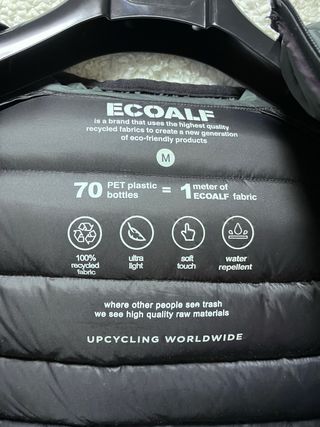 ECOALF
is a brand that uses the highest quality
recycled fabrics to create a new generation
of eco-friendly products
M
70 PET plastic bottles = 1 meter of ECOALF fabric
100% recycled fabric
ultra light
soft touch
water repellent
where other people see trash
we see high quality raw materials
UPCYCLING WORLDWIDE